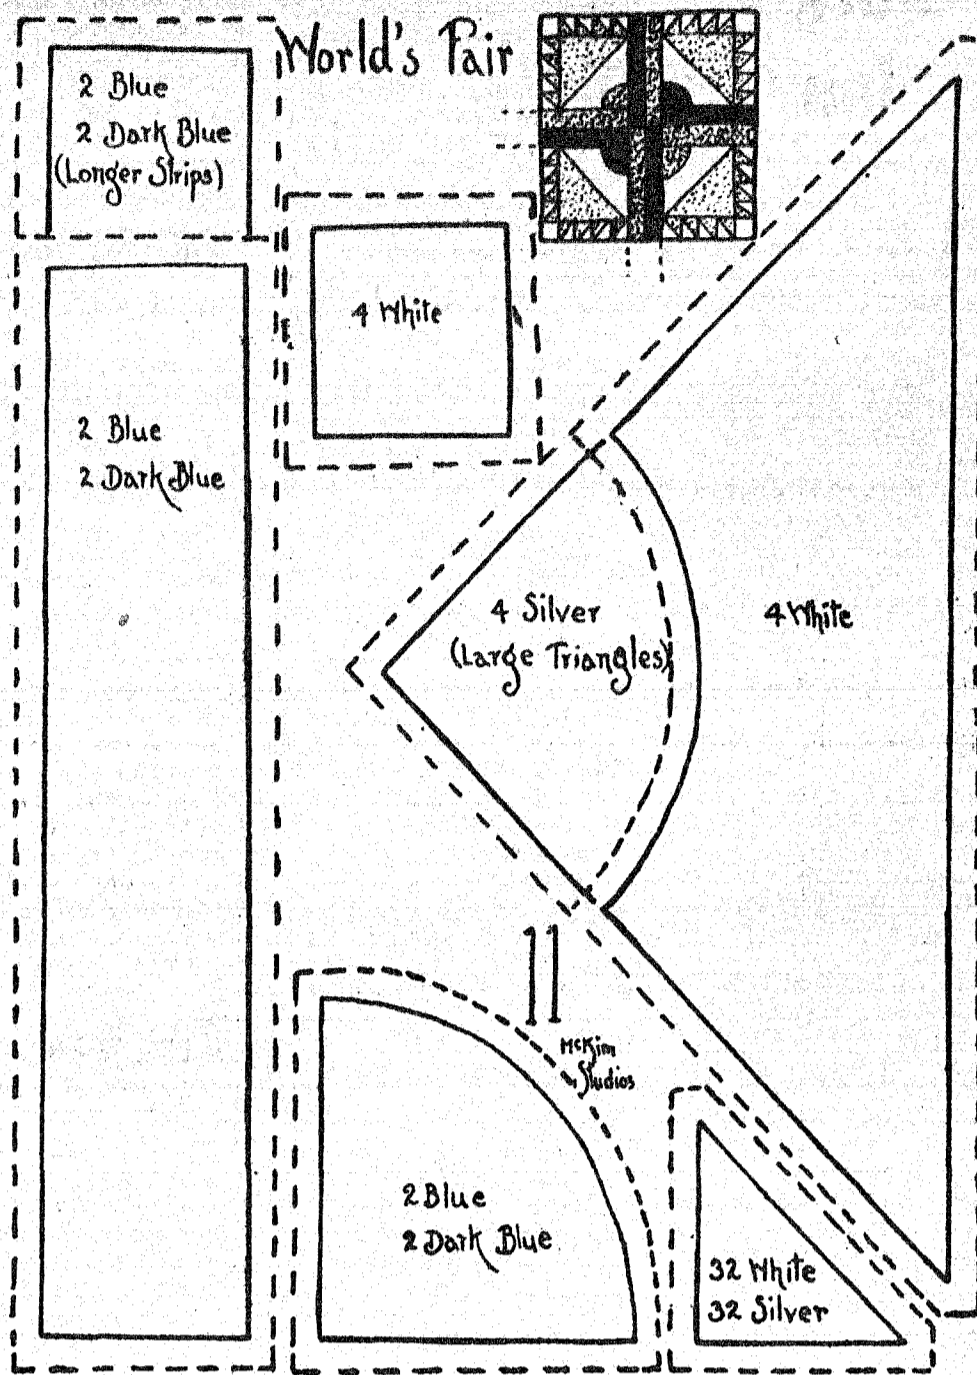 World's Fair
2 Blue
2 Dark Blue
(Longer Strips)
4 White
2 Blue
2 Dark Blue
4 Silver
(Large Triangles)
4 White
11
McKim
Studios
2 Blue
2 Dark Blue
32 White
32 Silver